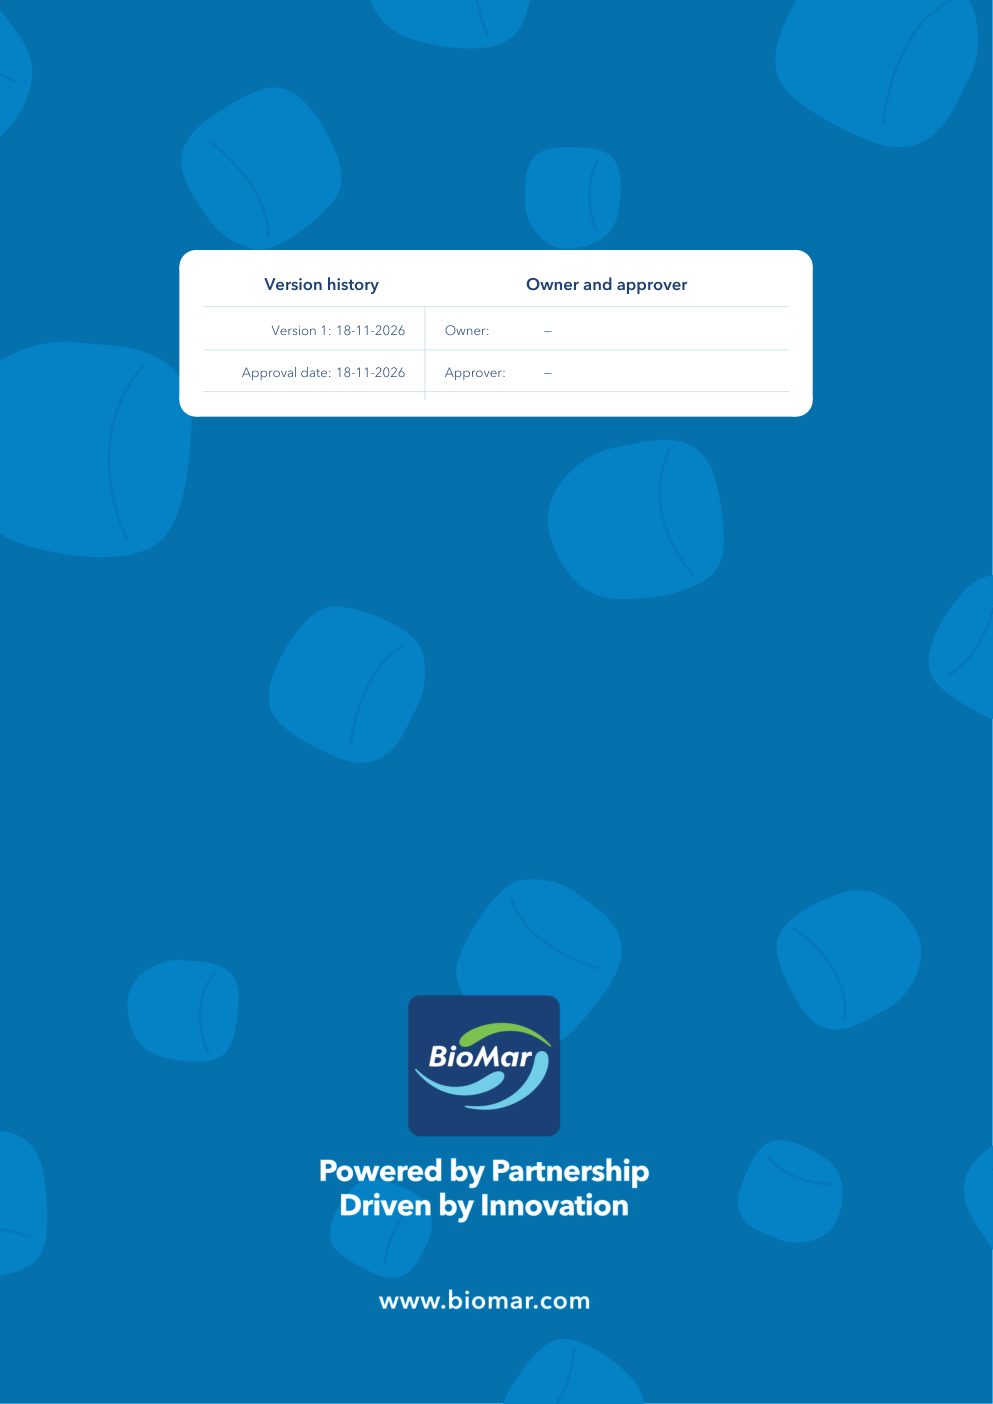 Version history Owner and approver
Version 1: 18-11-2026 Owner: –
Approval date: 18-11-2026 Approver: –
BioMar
Powered by Partnership
Driven by Innovation
www.biomar.com